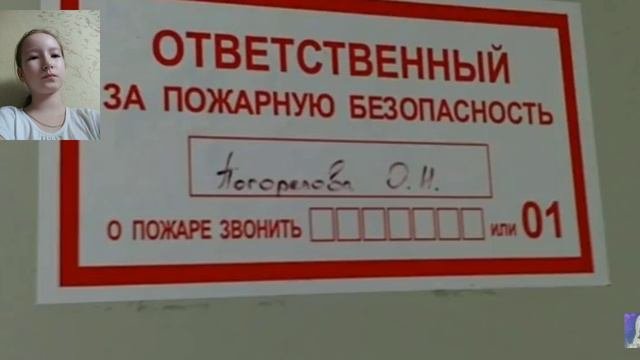 ОТВЕТСТВЕННЫЙ
ЗА ПОЖАРНУЮ БЕЗОПАСНОСТЬ
Погорелова О.Н.
О ПОЖАРЕ ЗВОНИТЬ ИЛИ 01